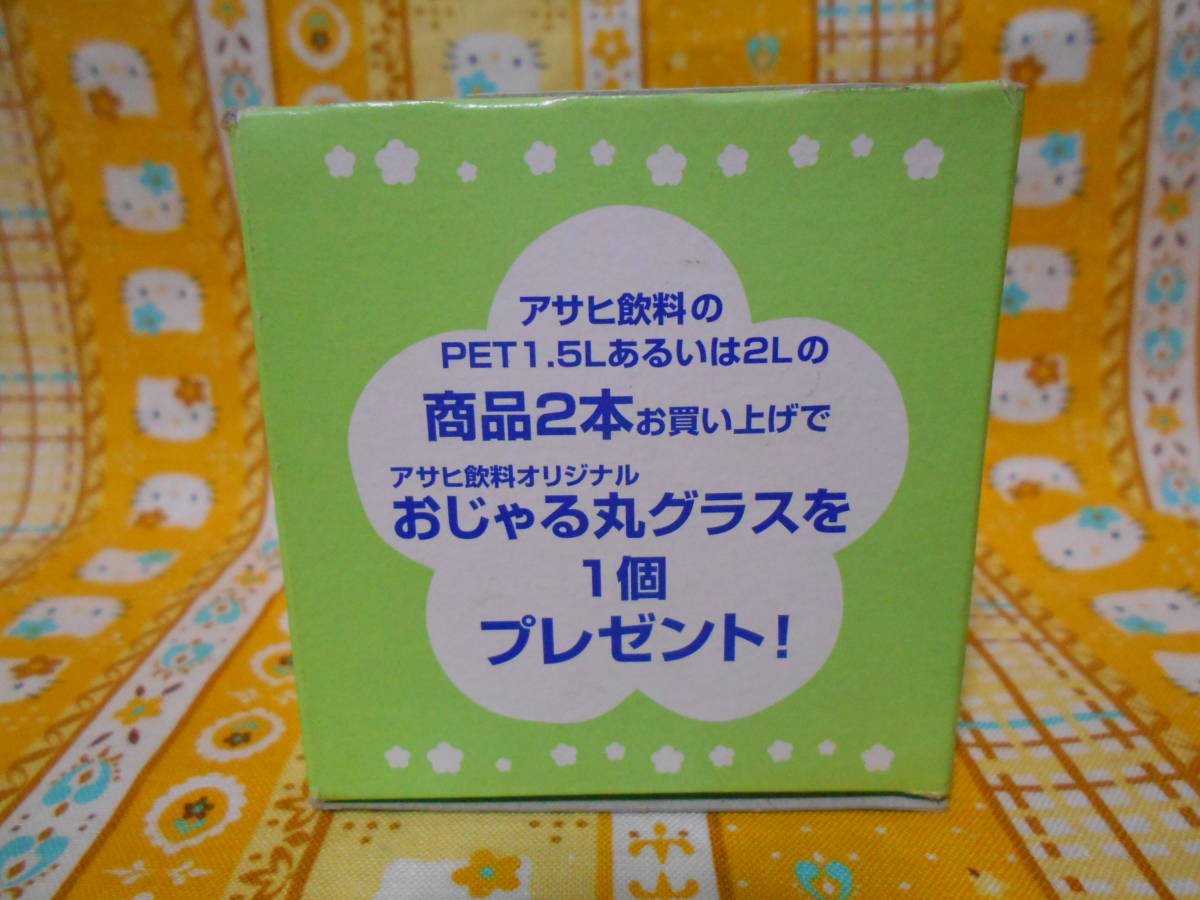 アサヒ飲料の
PET1.5Lあるいは2Lの
商品2本お買い上げで
アサヒ飲料オリジナル
おじゃる丸グラスを
1個
プレゼント!